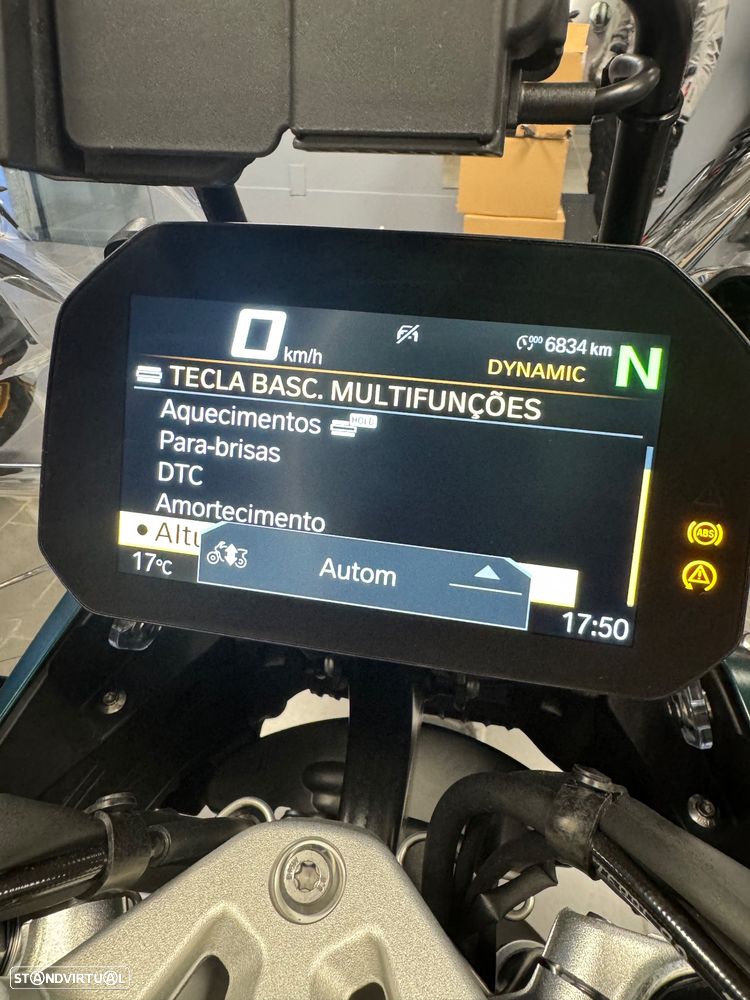 0 km/h
6834 km
DYNAMIC
N
TECLA BASC. MULTIFUNÇÕES
Aquecimentos HOLD
Para-brisas
DTC
Amortecimento
Altu
Autom
ABS
17°C
17:50
STANDVIRTUAL